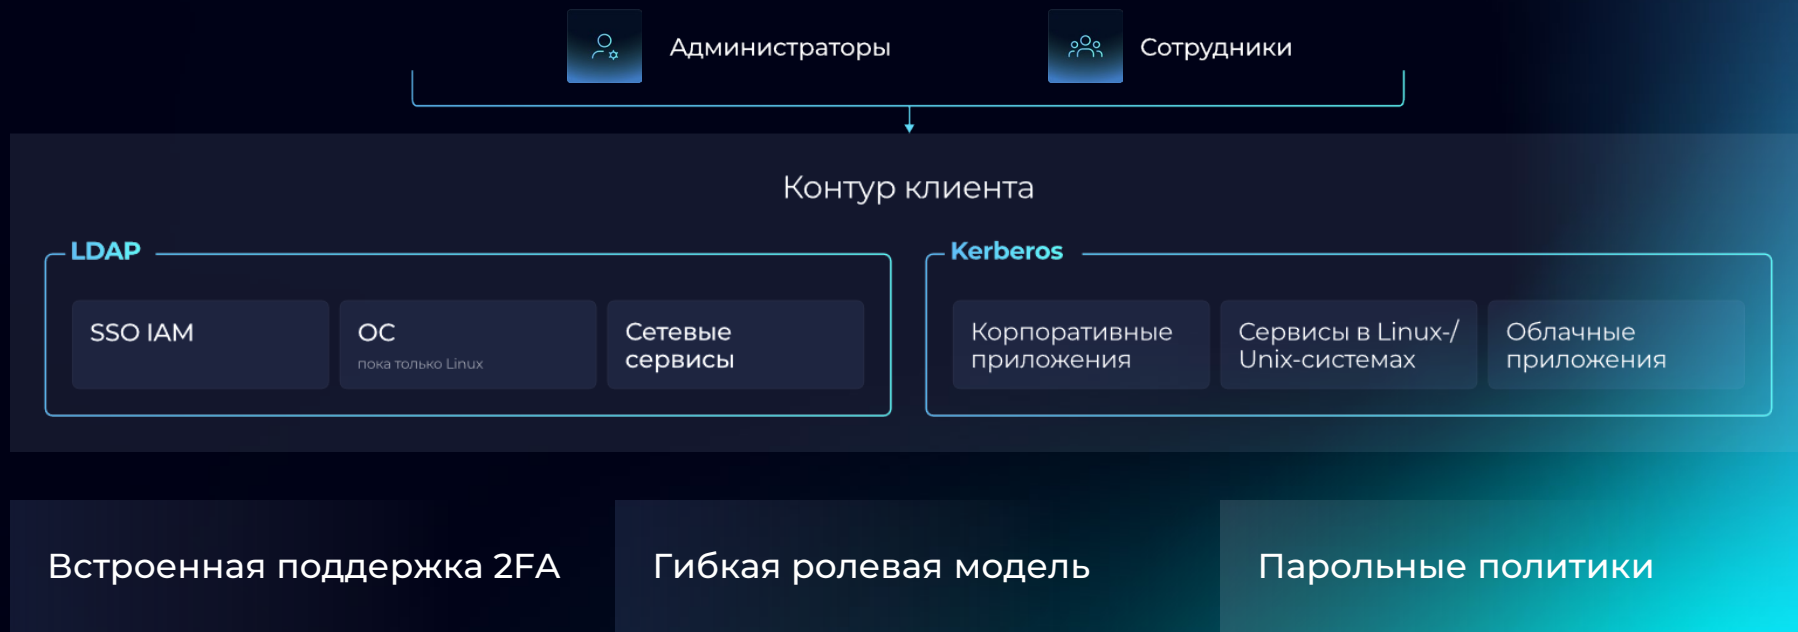 Администраторы
Сотрудники
Контур клиента
LDAP
SSO IAM
ОС
пока только Linux
Сетевые
сервисы
Kerberos
Корпоративные
приложения
Сервисы в Linux-/
Unix-системах
Облачные
приложения
Встроенная поддержка 2FA
Гибкая ролевая модель
Парольные политики